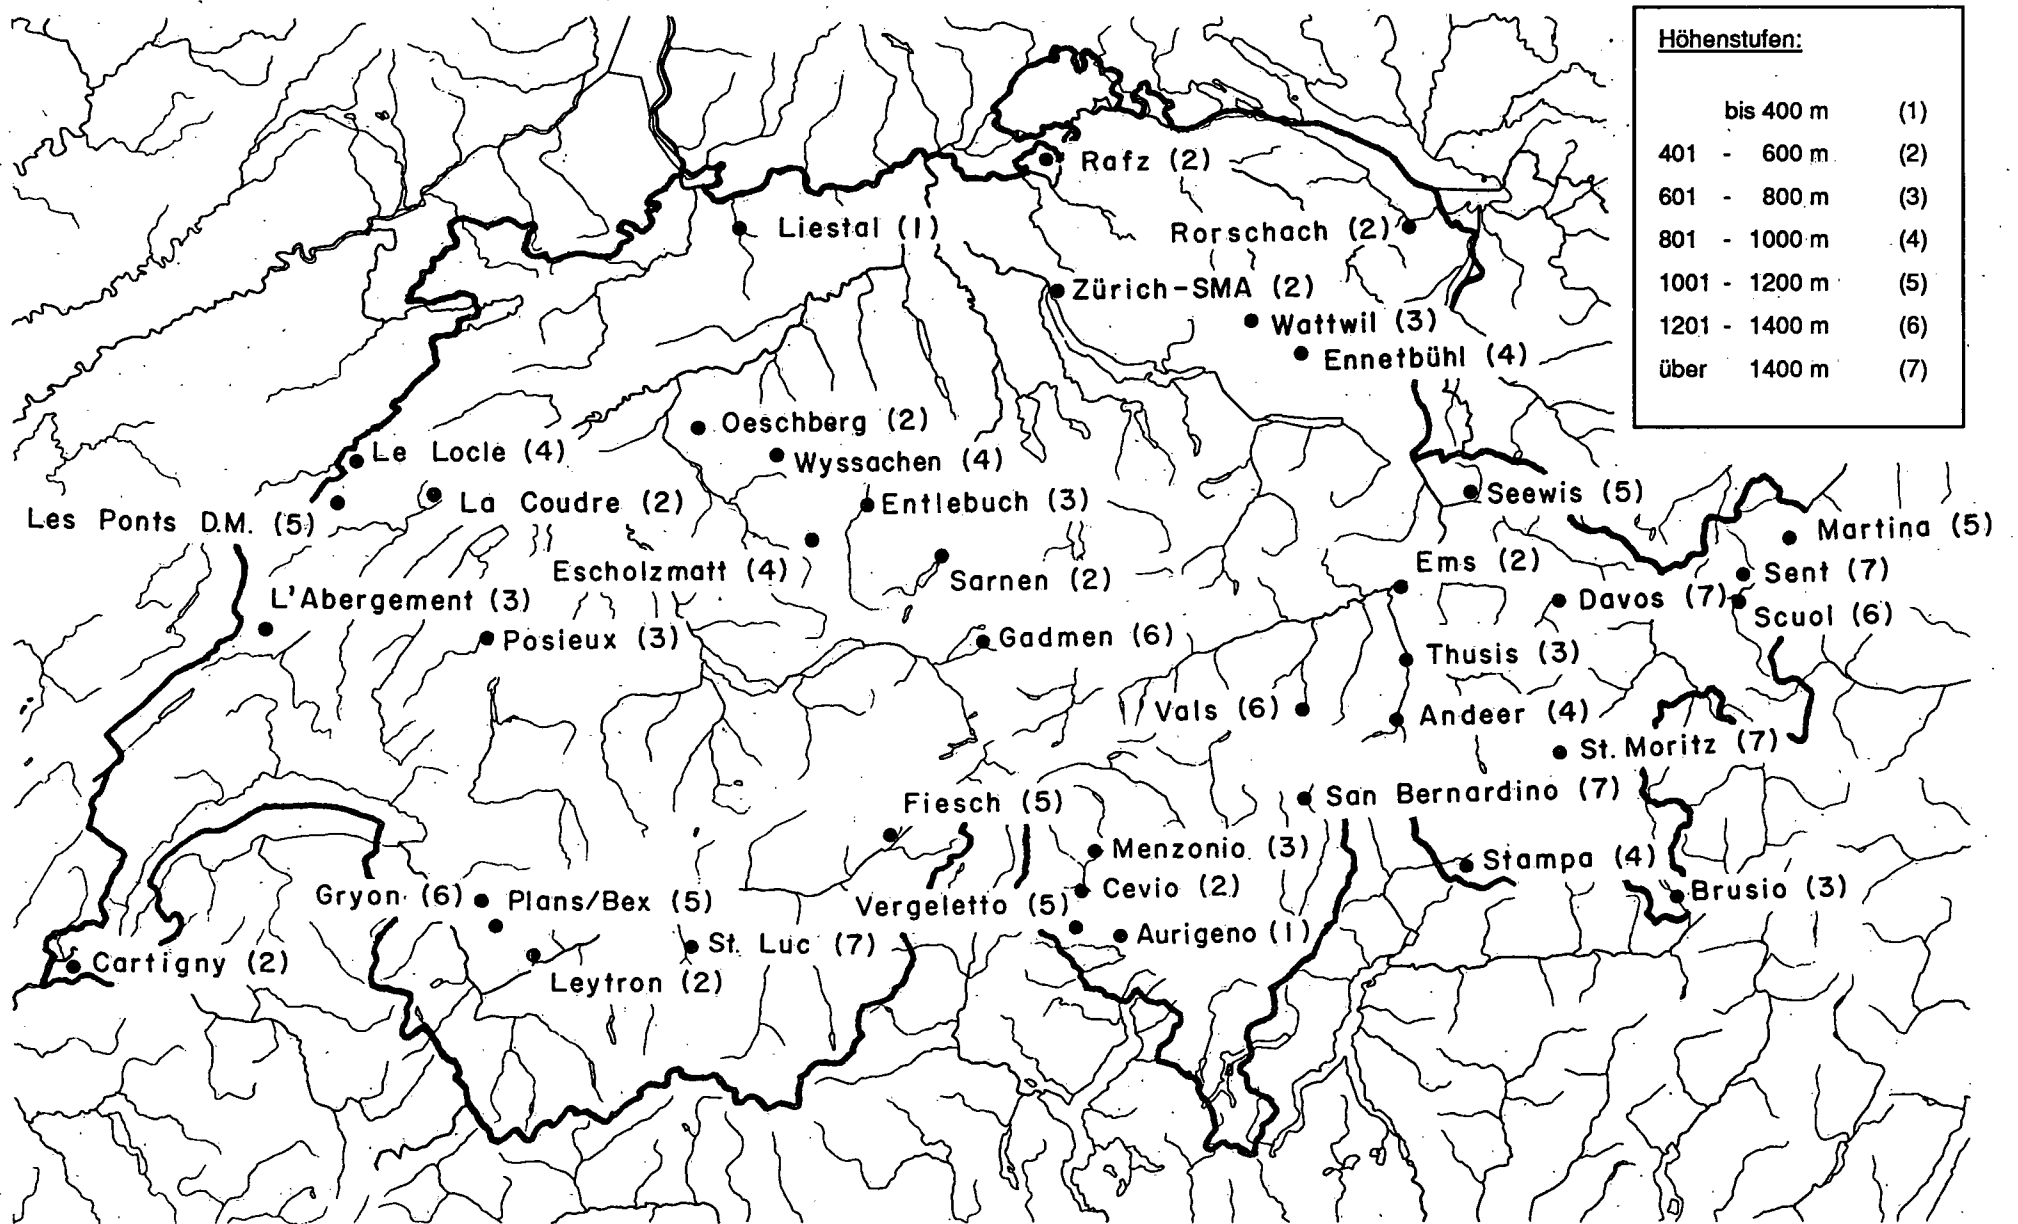 Höhenstufen:
bis 400 m (1)
401 - 600 m (2)
601 - 800 m (3)
801 - 1000 m (4)
1001 - 1200 m (5)
1201 - 1400 m (6)
über 1400 m (7)
Rafz (2)
Liestal (1)
Rorschach (2)
Zürich-SMA (2)
Wattwil (3)
Ennetbühl (4)
Oeschberg (2)
Le Locle (4)
Wyssachen (4)
La Coudre (2)
Entlebuch (3)
Seewis (5)
Les Ponts D.M. (5)
Martina (5)
Escholzmatt (4)
Sarnen (2)
Ems (2)
Sent (7)
L'Abergement (3)
Davos (7)
Scuol (6)
Posieux (3)
Gadmen (6)
Thusis (3)
Vals (6)
Andeer (4)
St. Moritz (7)
Fiesch (5)
San Bernardino (7)
Menzonio (3)
Stampa (4)
Gryon (6)
Plans/Bex (5)
Vergeletto (5)
Cevio (2)
Brusio (3)
Aurigeno (1)
Cartigny (2)
St. Luc (7)
Leytron (2)